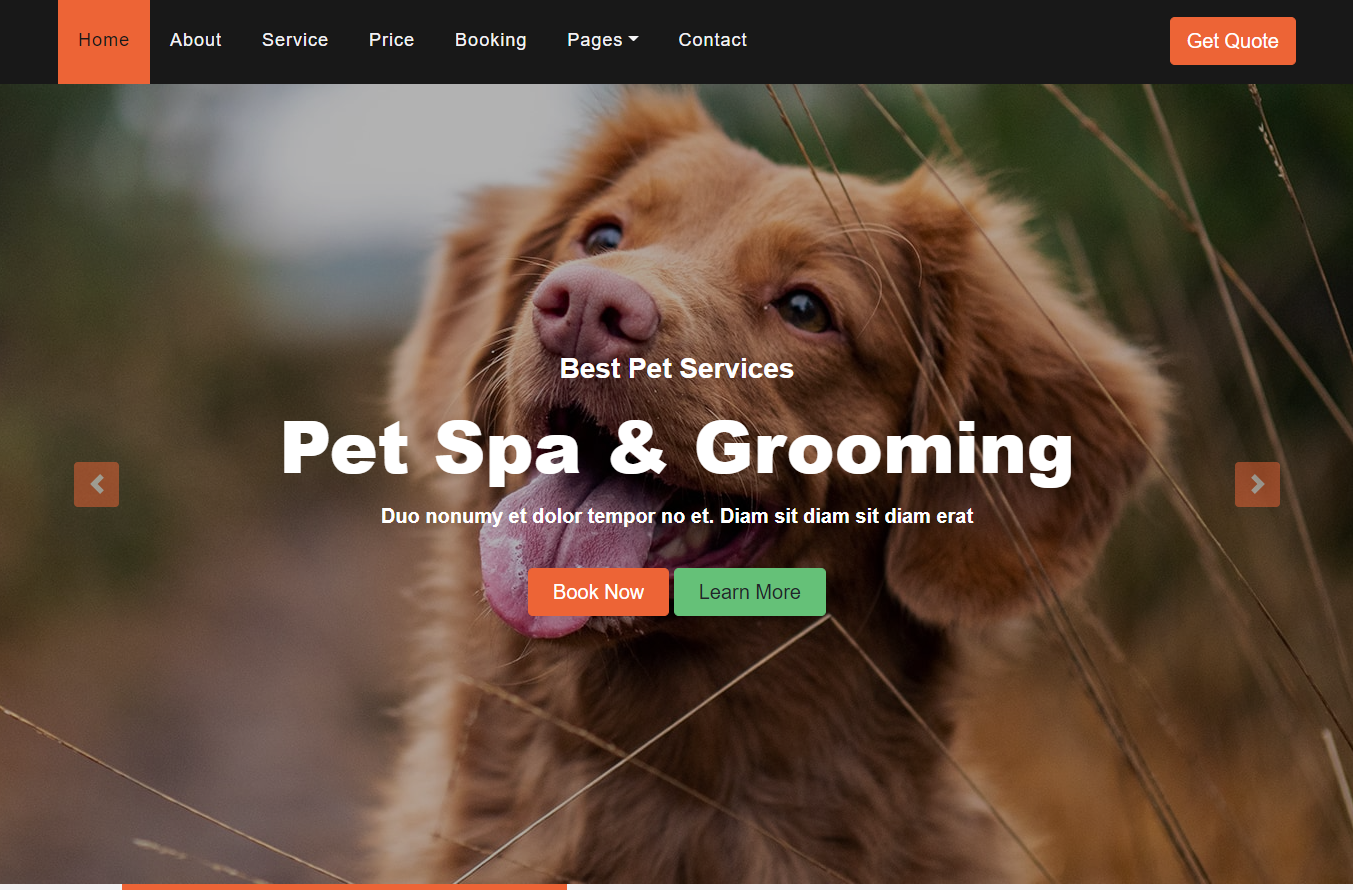 Home About Service Price Booking Pages Contact Get Quote
Best Pet Services
Pet Spa & Grooming
Duo nonumy et dolor tempor no et. Diam sit diam sit diam erat
Book Now Learn More